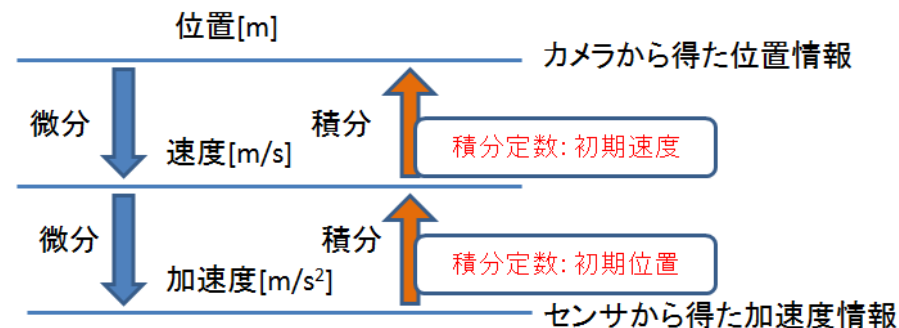 位置[m]
カメラから得た位置情報
微分
積分
積分定数：初期速度
速度[m/s]
微分
積分
積分定数：初期位置
加速度[m/s²]
センサから得た加速度情報